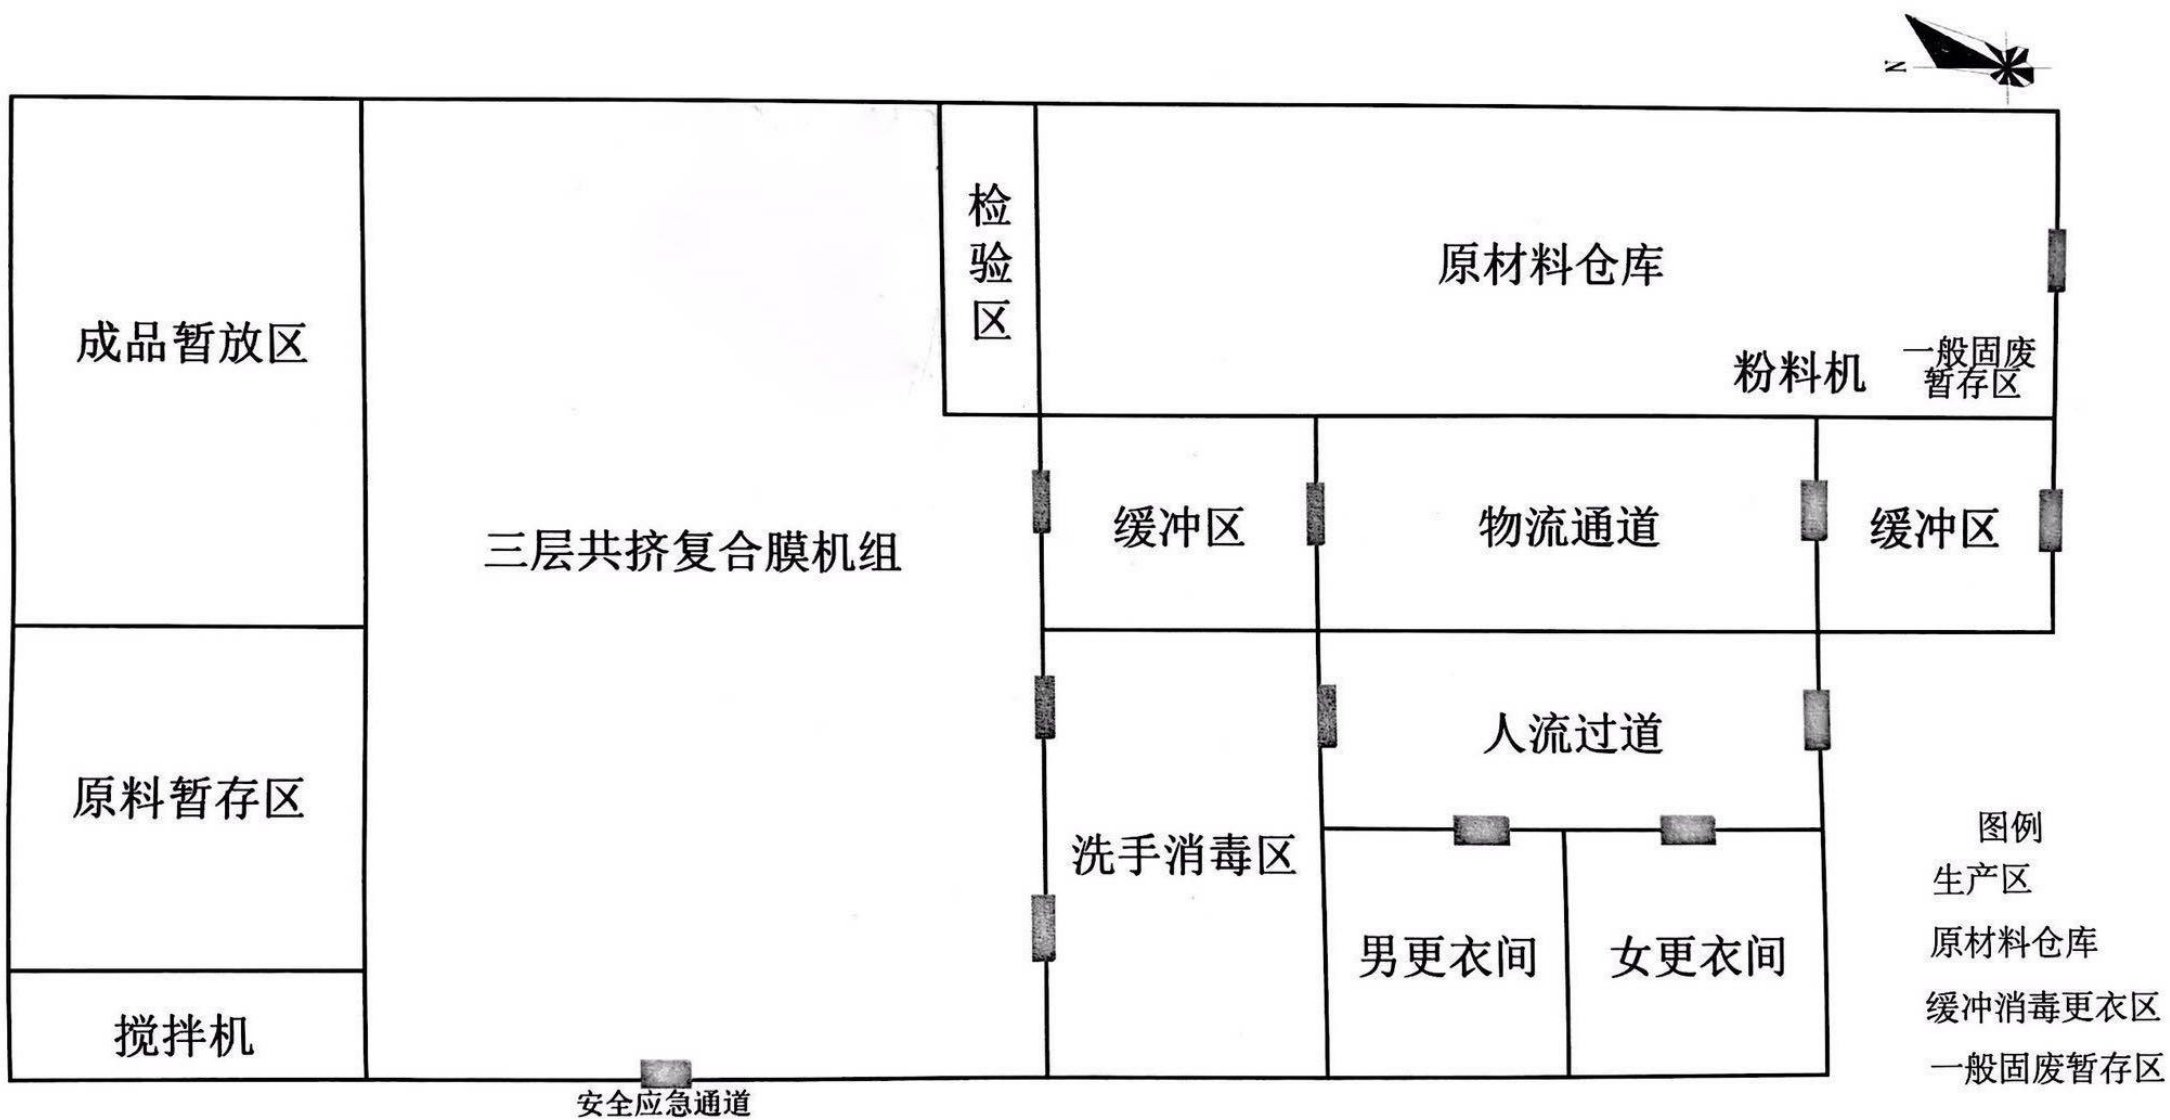 N
检
验
区
原材料仓库
成品暂放区
粉料机
一般固废
暂存区
三层共挤复合膜机组
缓冲区
物流通道
缓冲区
人流过道
原料暂存区
洗手消毒区
男更衣间
女更衣间
搅拌机
安全应急通道
图例
生产区
原材料仓库
缓冲消毒更衣区
一般固废暂存区